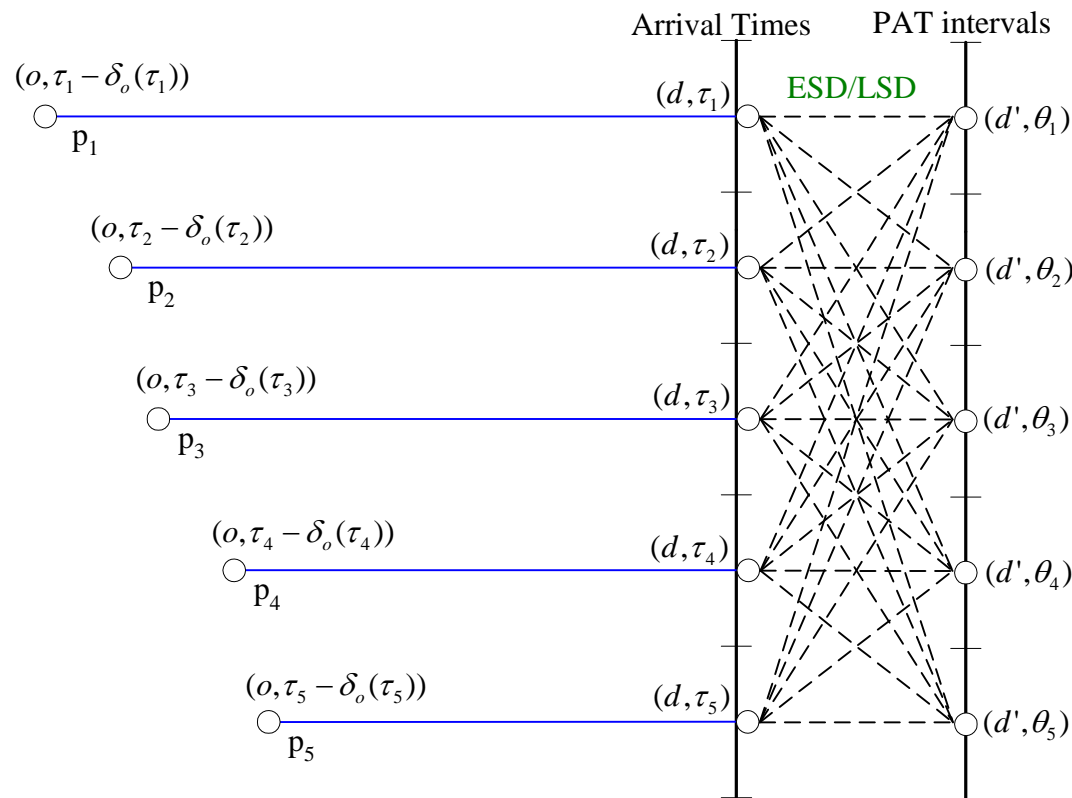 Arrival Times PAT intervals
(o, τ₁ − δₒ(τ₁)) (d, τ₁) ESD/LSD (d', θ₁)
p₁
(o, τ₂ − δₒ(τ₂)) (d, τ₂) (d', θ₂)
p₂
(o, τ₃ − δₒ(τ₃)) (d, τ₃) (d', θ₃)
p₃
(o, τ₄ − δₒ(τ₄)) (d, τ₄) (d', θ₄)
p₄
(o, τ₅ − δₒ(τ₅)) (d, τ₅) (d', θ₅)
p₅